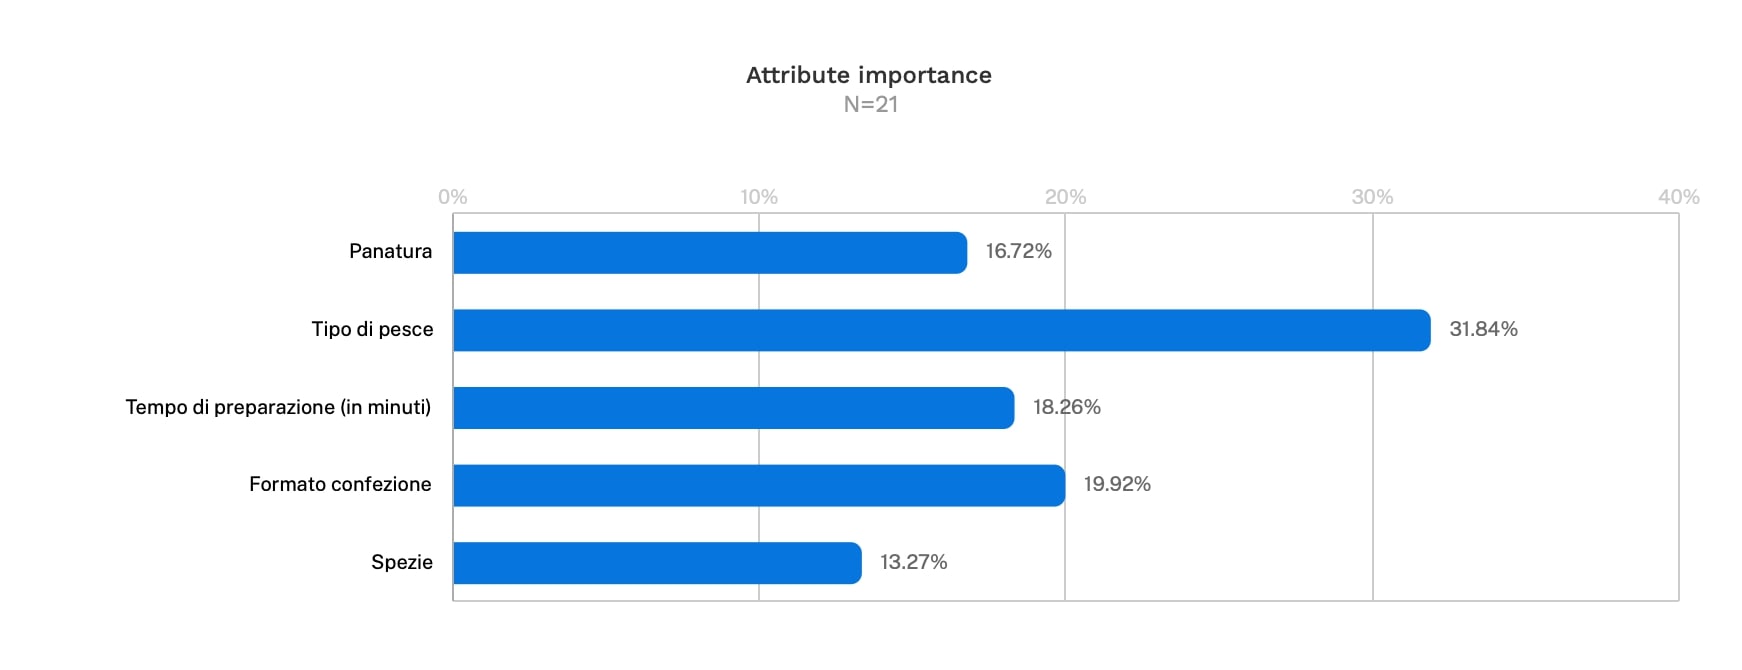 Attribute importance
N=21
0% 10% 20% 30% 40%
Panatura 16.72%
Tipo di pesce 31.84%
Tempo di preparazione (in minuti) 18.26%
Formato confezione 19.92%
Spezie 13.27%